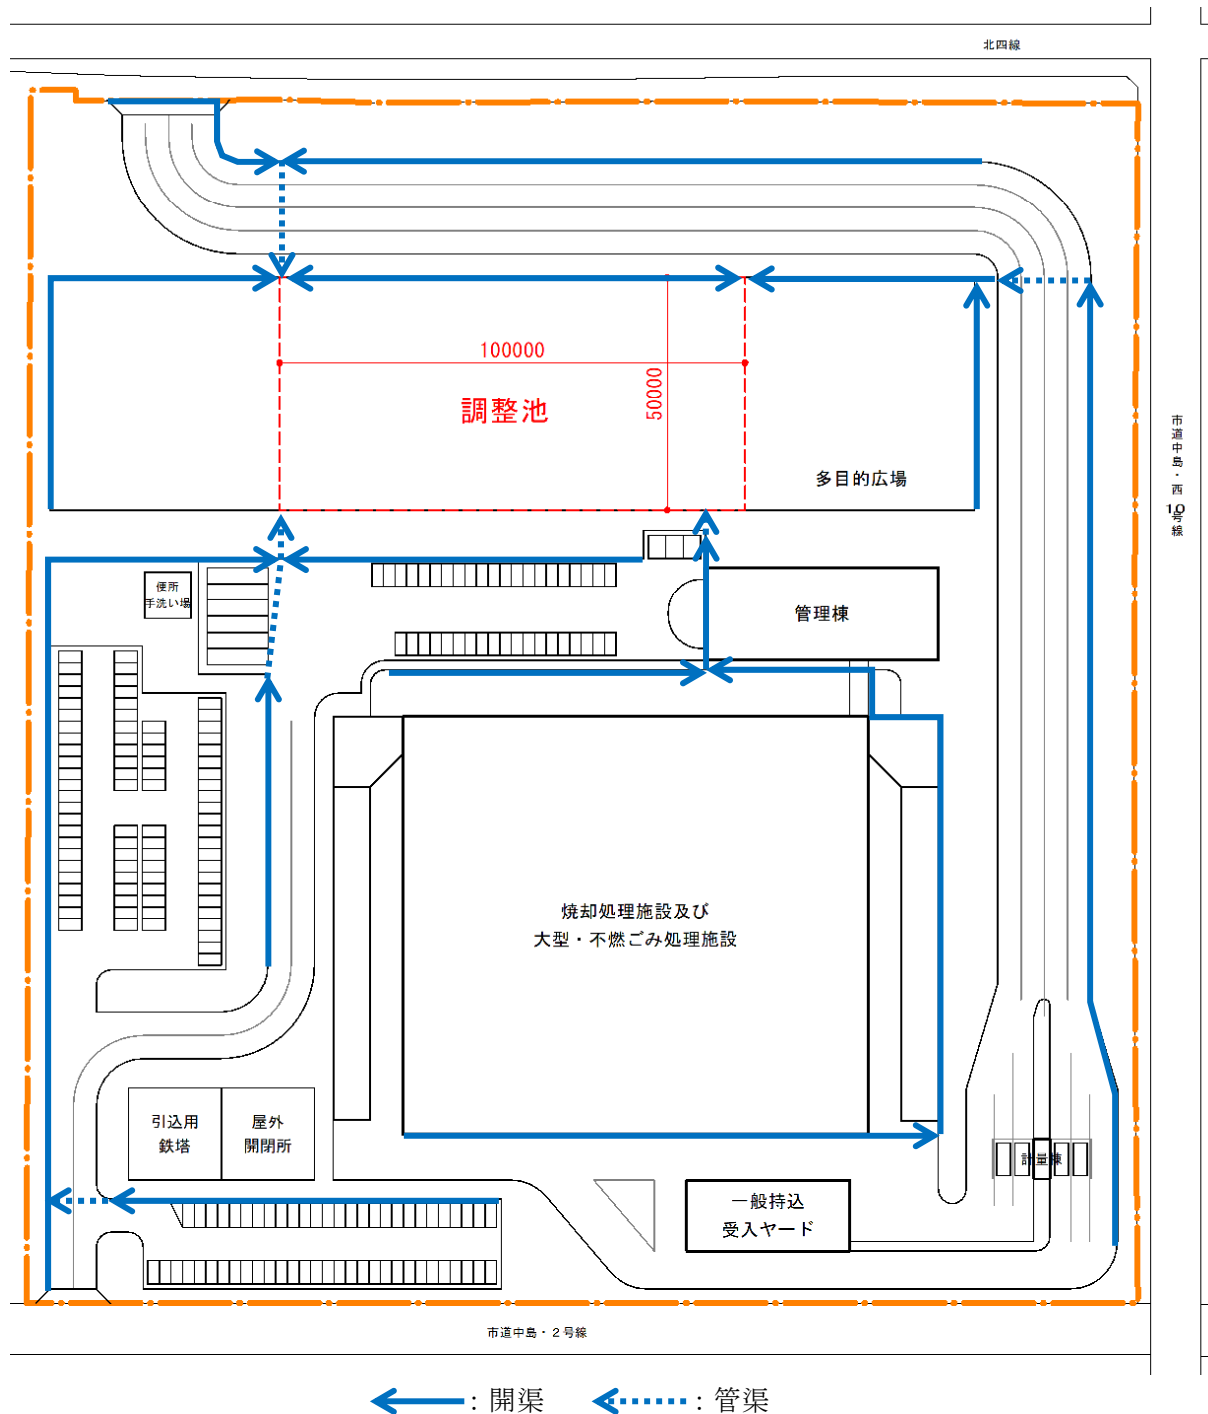 北四線
100000
50000
調整池
多目的広場
市道中島・西10号線
便所
手洗い場
管理棟
焼却処理施設及び
大型・不燃ごみ処理施設
引込用
鉄塔
屋外
開閉所
計量棟
一般持込
受入ヤード
市道中島・2号線
：開渠
：管渠